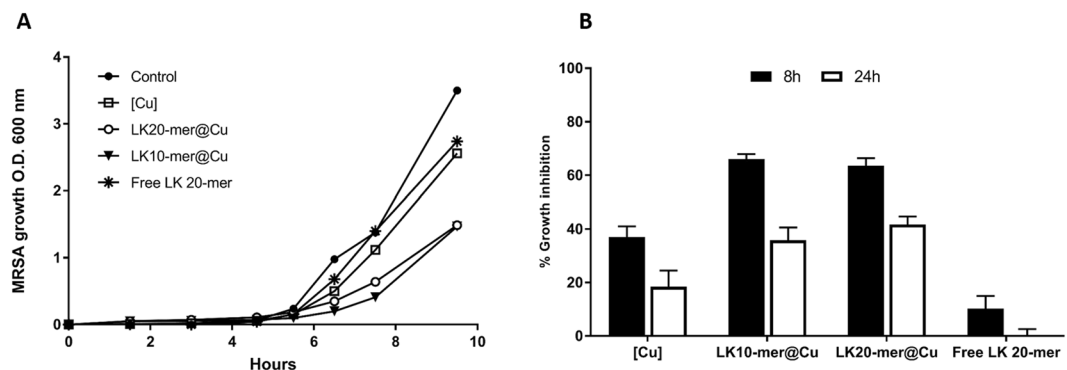 A
4
3
2
1
0
MRSA growth O.D. 600 nm
Control
[Cu]
LK20-mer@Cu
LK10-mer@Cu
Free LK 20-mer
0 2 4 6 8 10
Hours
B
100
80
60
40
20
0
% Growth inhibition
8h 24h
[Cu] LK10-mer@Cu LK20-mer@Cu Free LK 20-mer